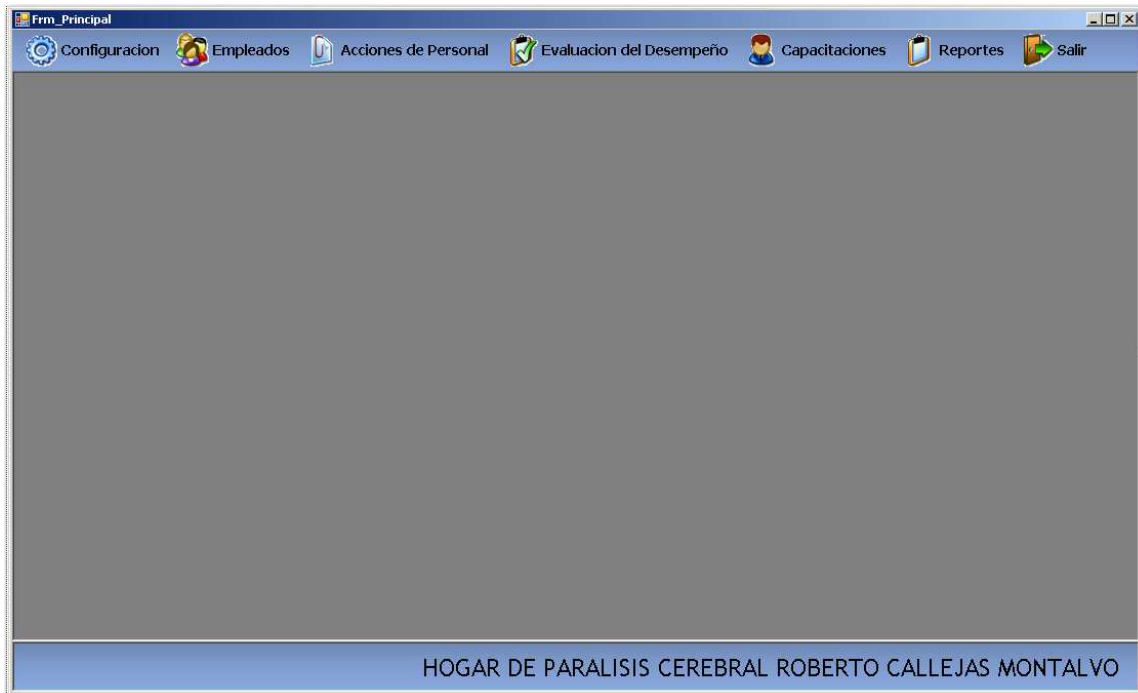 Frm_Principal
Configuracion Empleados Acciones de Personal Evaluacion del Desempeño Capacitaciones Reportes Salir
HOGAR DE PARALISIS CEREBRAL ROBERTO CALLEJAS MONTALVO